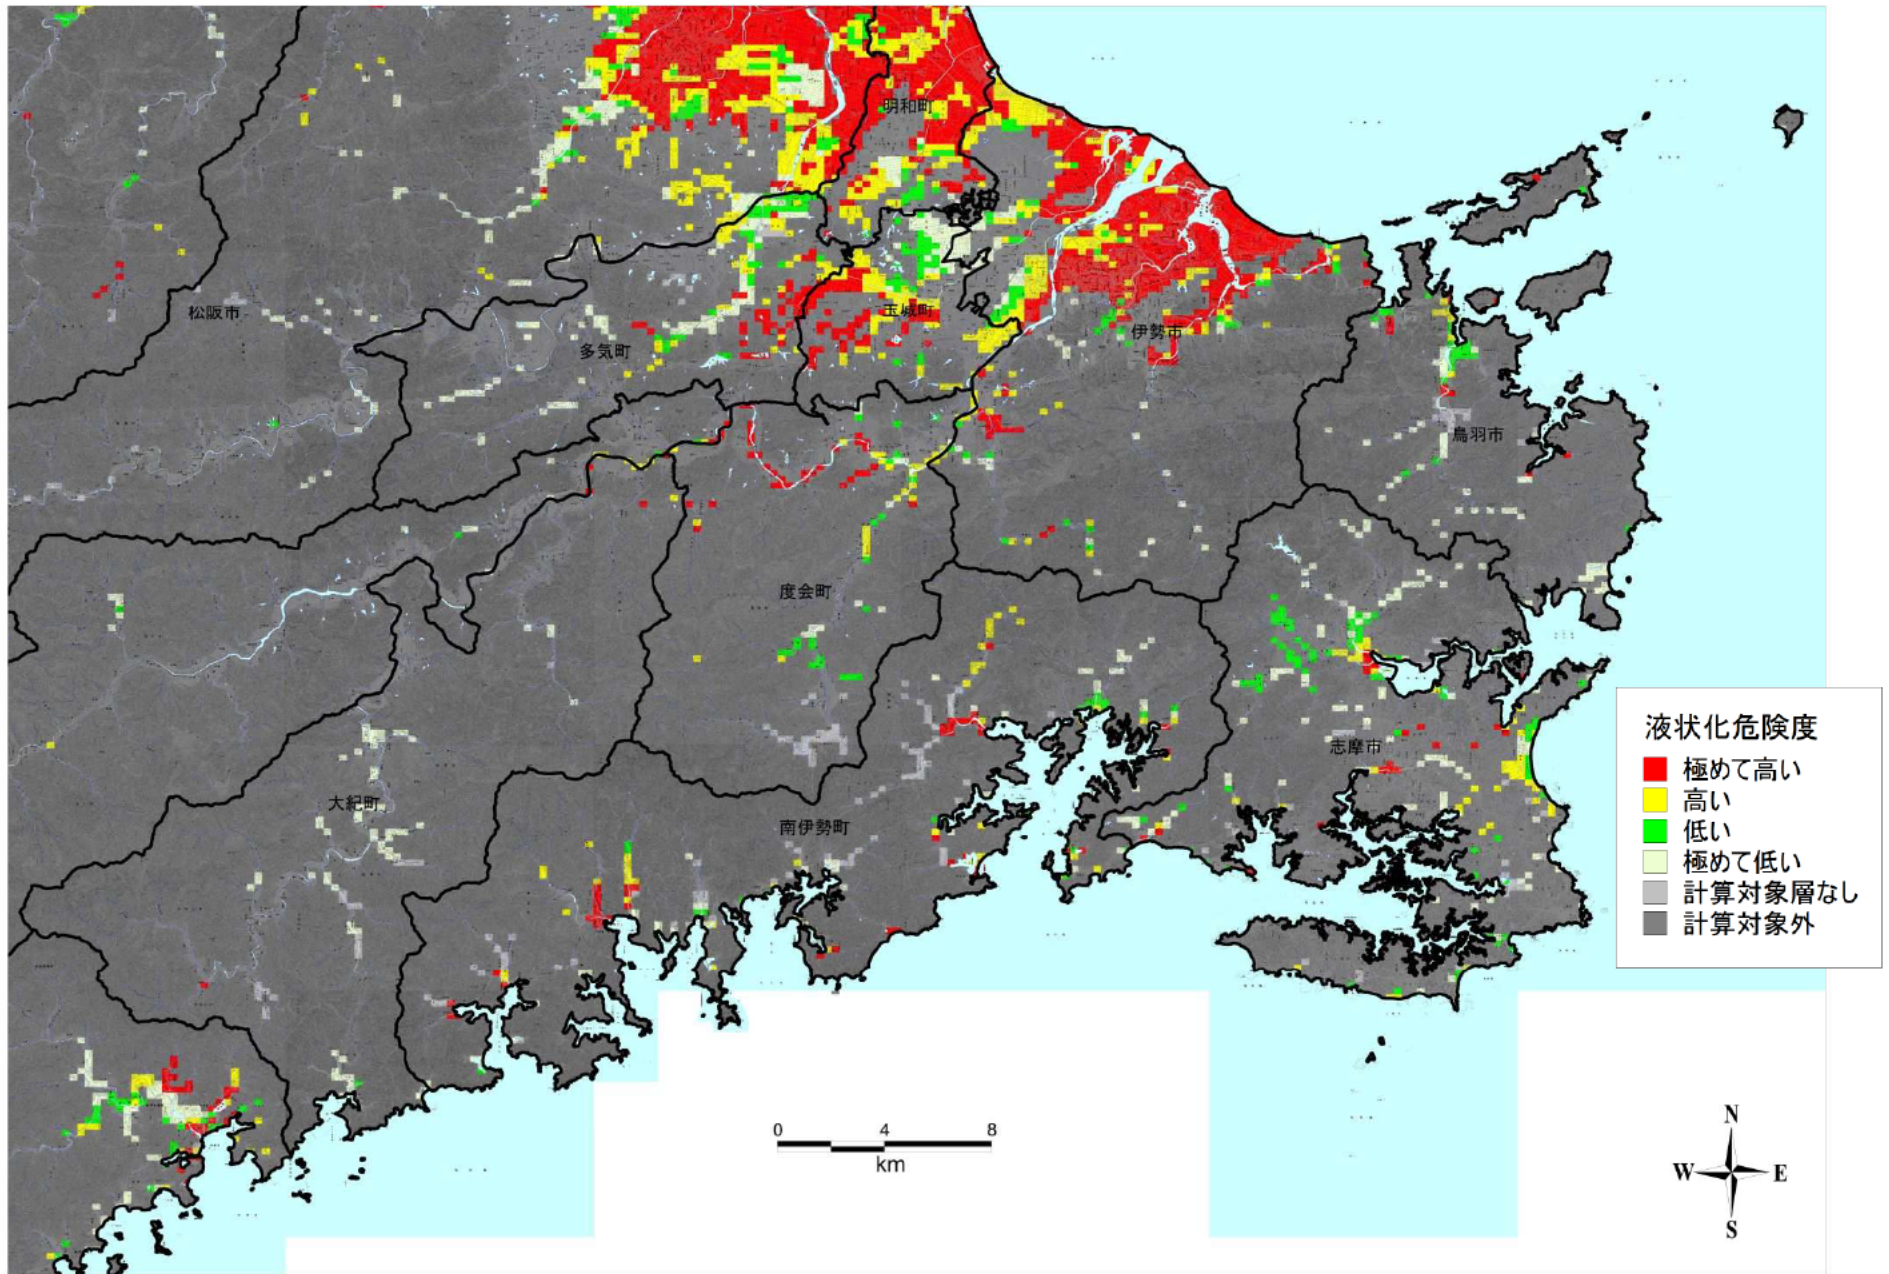 明和町
松阪市
玉城町
伊勢市
多気町
鳥羽市
度会町
志摩市
大紀町
南伊勢町
液状化危険度
極めて高い
高い
低い
極めて低い
計算対象層なし
計算対象外
0 4 8
km
N
W E
S